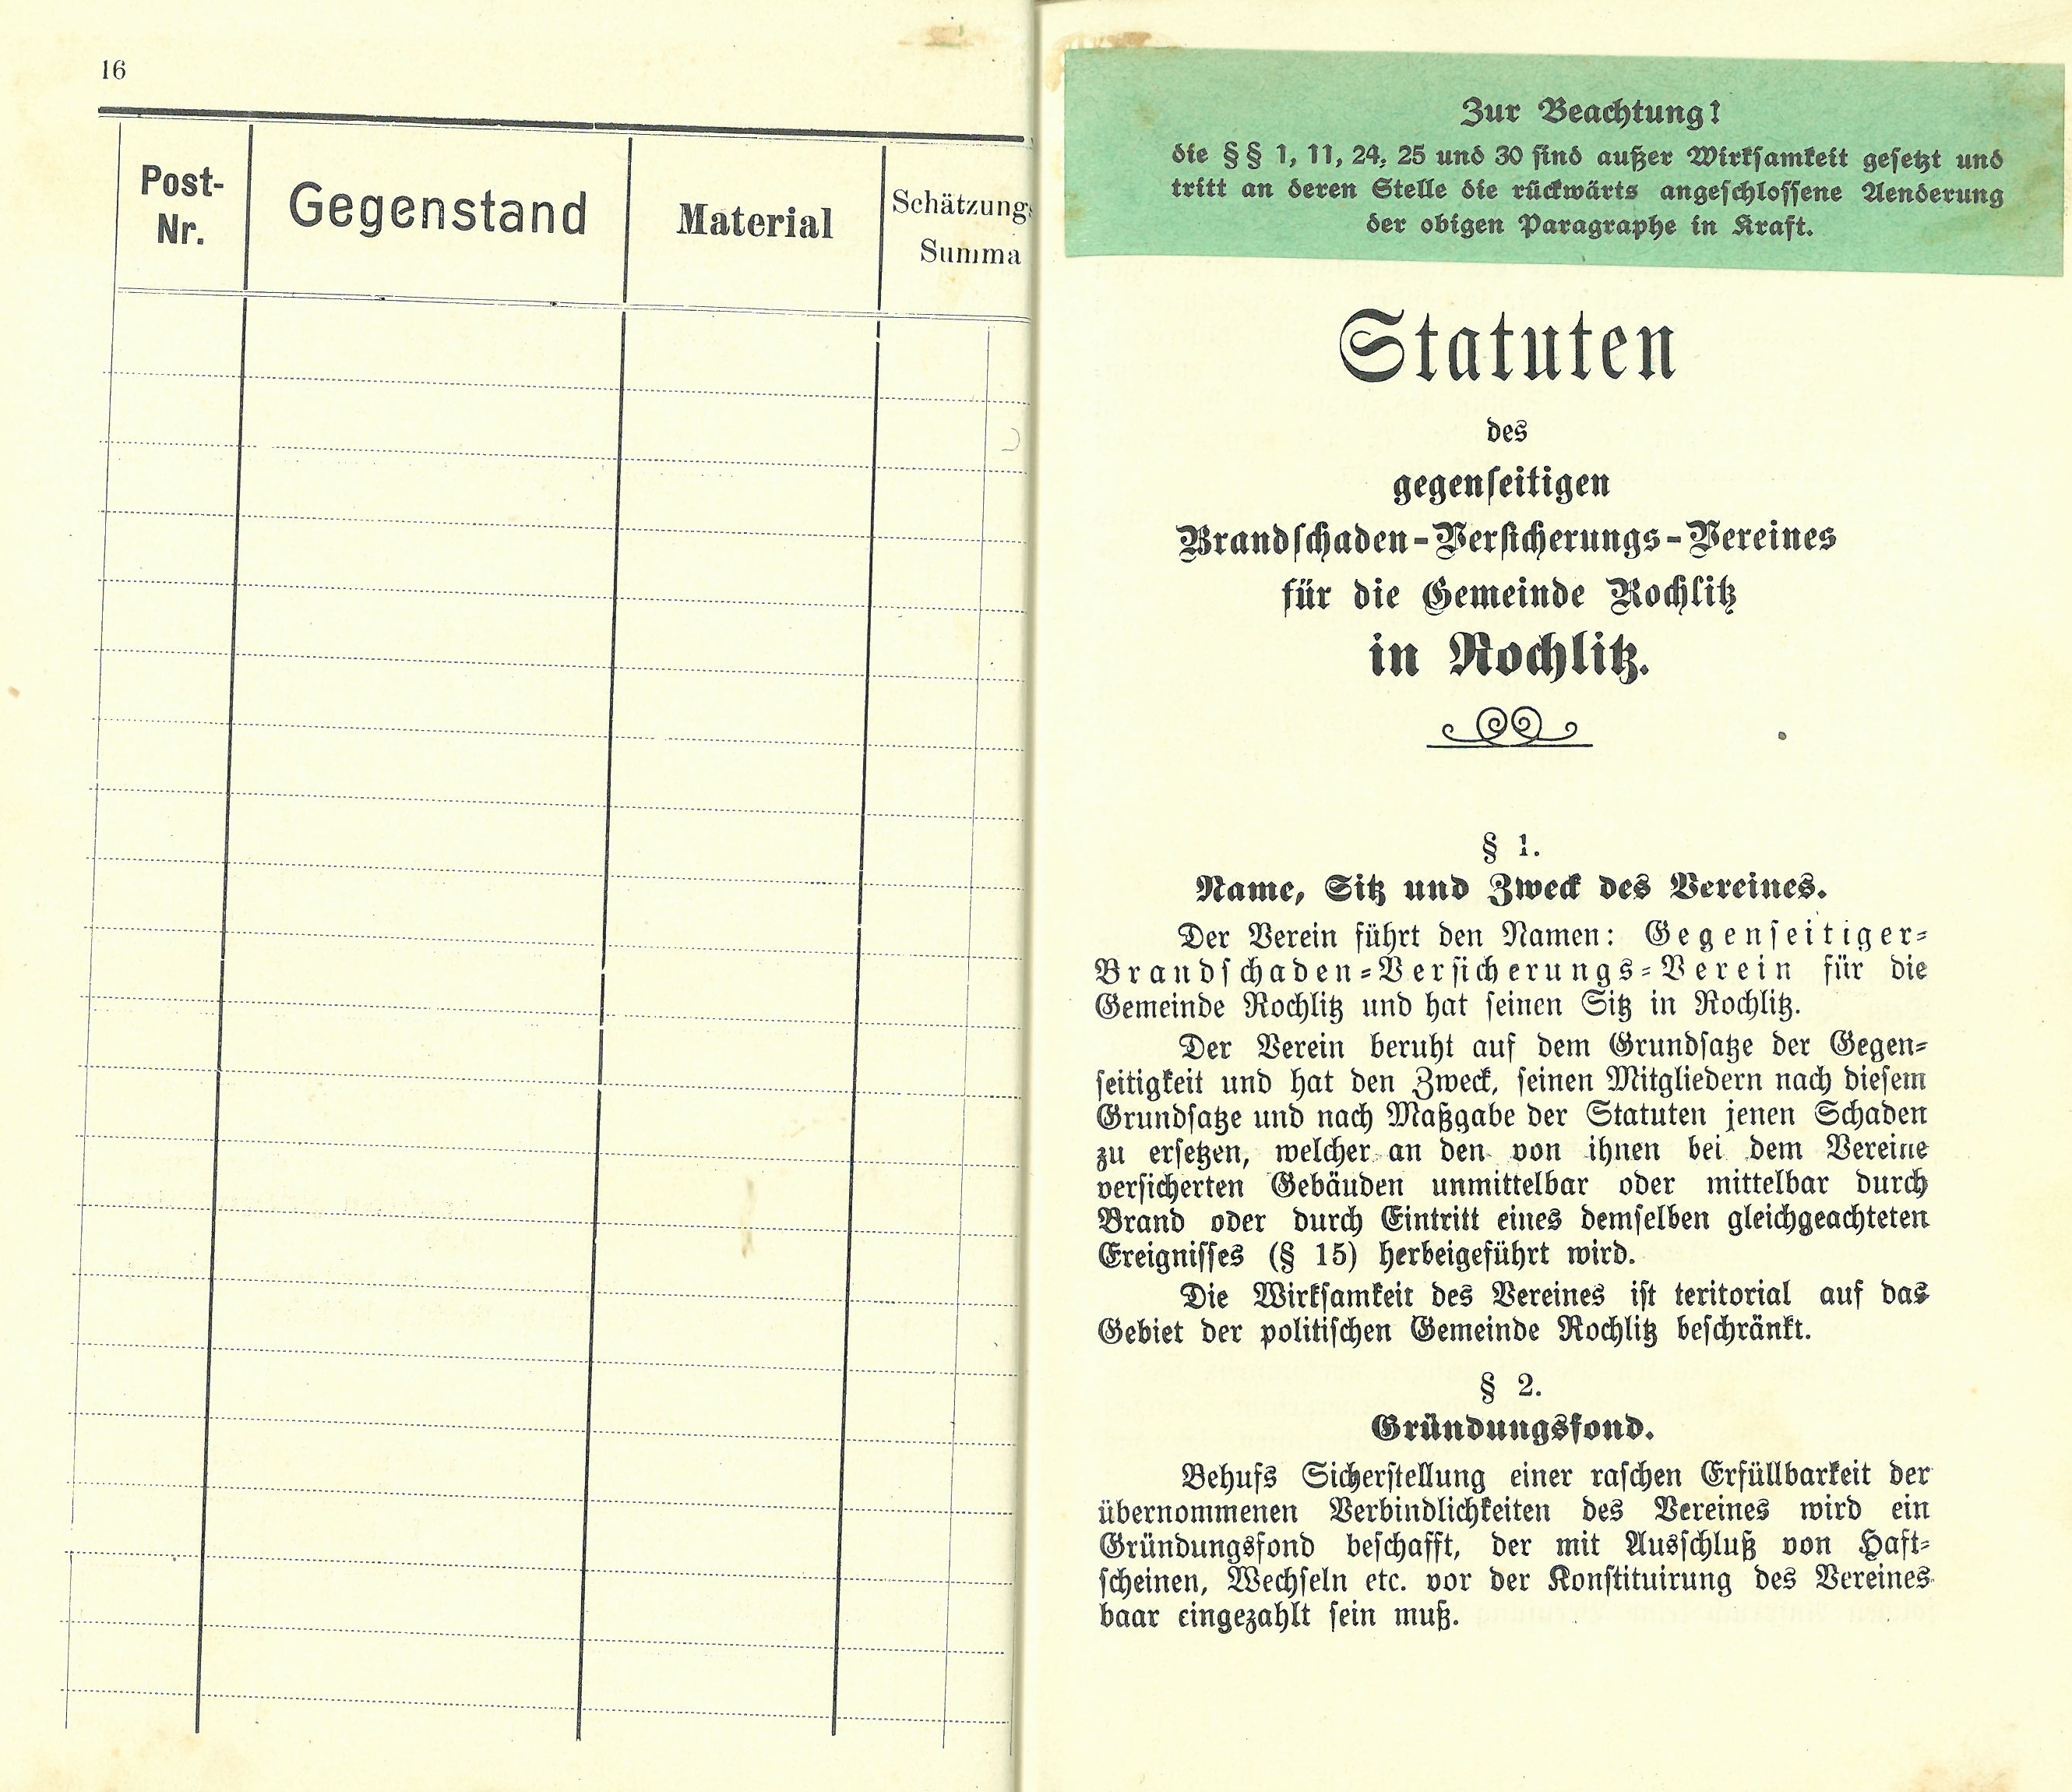 16
Post-
Nr.
Gegenstand
Material
Schätzungs
Summa
Zur Beachtung!
die § § 1, 11, 24, 25 und 30 sind außer Wirksamkeit gesetzt und
tritt an deren Stelle die rückwärts angeschlossene Aenderung
der obigen Paragraphe in Kraft.
Statuten
des
gegenseitigen
Brandschaden-Versicherungs-Vereines
für die Gemeinde Rochlitz
in Rochlitz.
§ 1.
Name, Sitz und Zweck des Vereines.
Der Verein führt den Namen: Gegenseitiger-
Brandschaden-Versicherungs-Verein für die
Gemeinde Rochlitz und hat seinen Sitz in Rochlitz.
Der Verein beruht auf dem Grundsatze der Gegen-
seitigkeit und hat den Zweck, seinen Mitgliedern nach diesem
Grundsatze und nach Maßgabe der Statuten jenen Schaden
zu ersetzen, welcher an den von ihnen bei dem Vereine
versicherten Gebäuden unmittelbar oder mittelbar durch
Brand oder durch Eintritt eines demselben gleichgeachteten
Ereignisses (§ 15) herbeigeführt wird.
Die Wirksamkeit des Vereines ist teritorial auf das
Gebiet der politischen Gemeinde Rochlitz beschränkt.
§ 2.
Gründungsfond.
Behufs Sicherstellung einer raschen Erfüllbarkeit der
übernommenen Verbindlichkeiten des Vereines wird ein
Gründungsfond beschafft, der mit Ausschluß von Haft-
scheinen, Wechseln etc. vor der Konstituirung des Vereines
baar eingezahlt sein muß.